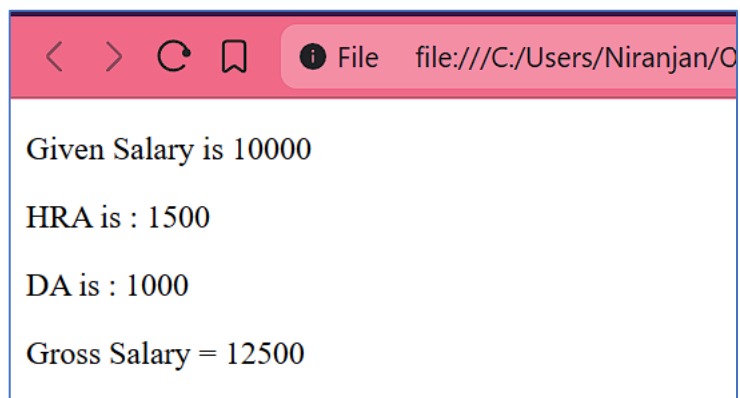 File file:///C:/Users/Niranjan/O
Given Salary is 10000
HRA is : 1500
DA is : 1000
Gross Salary = 12500